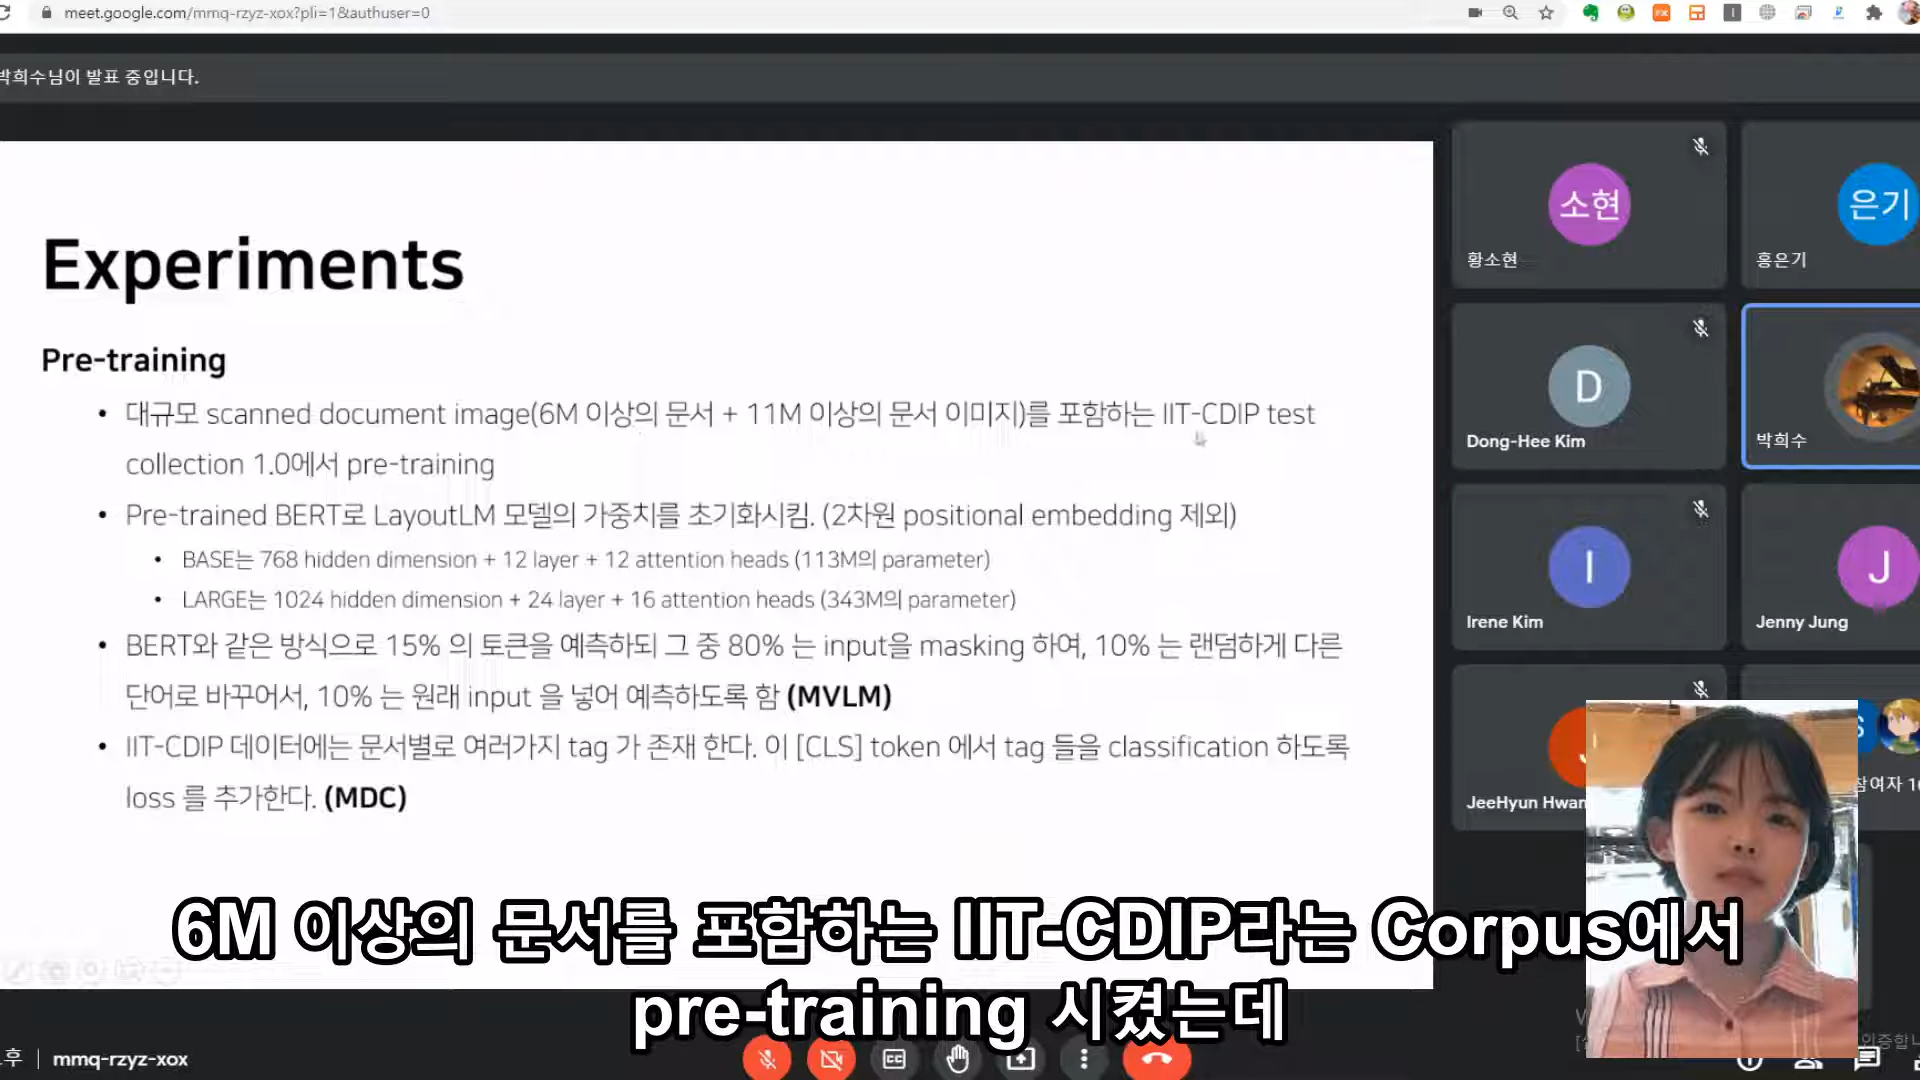 meet.google.com/mmq-rzyz-xox?pli=1&authuser=0
박희수님이 발표 중입니다.
Experiments
Pre-training
• 대규모 scanned document image(6M 이상의 문서 + 11M 이상의 문서 이미지)를 포함하는 IIT-CDIP test
collection 1.0에서 pre-training
• Pre-trained BERT로 LayoutLM 모델의 가중치를 초기화시킴. (2차원 positional embedding 제외)
• BASE는 768 hidden dimension + 12 layer + 12 attention heads (113M의 parameter)
• LARGE는 1024 hidden dimension + 24 layer + 16 attention heads (343M의 parameter)
• BERT와 같은 방식으로 15% 의 토큰을 예측하되 그 중 80% 는 input을 masking 하여, 10% 는 랜덤하게 다른
단어로 바꾸어서, 10% 는 원래 input 을 넣어 예측하도록 함 (MVLM)
• IIT-CDIP 데이터에는 문서별로 여러가지 tag 가 존재 한다. 이 [CLS] token 에서 tag 들을 classification 하도록
loss 를 추가한다. (MDC)
소현
황소현
은기
홍은기
D
Dong-Hee Kim
박희수
I
Irene Kim
J
Jenny Jung
JeeHyun Hwan
참여자 1
6M 이상의 문서를 포함하는 IIT-CDIP라는 Corpus에서
pre-training 시켰는데
후 | mmq-rzyz-xox